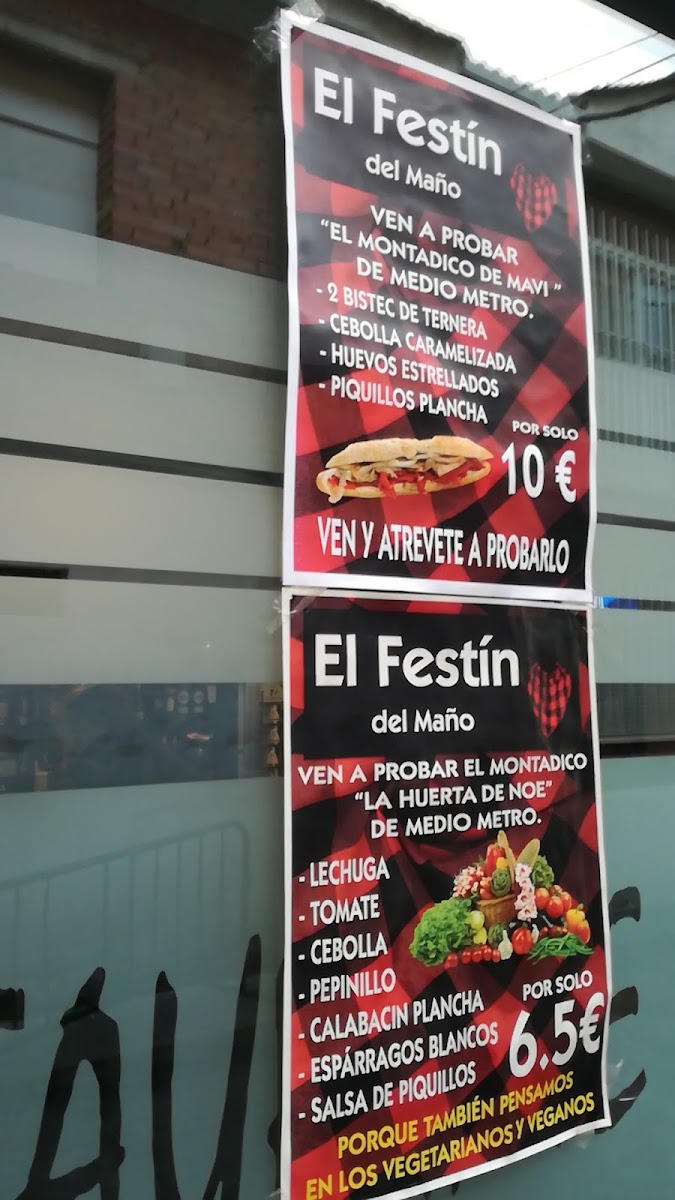 El Festín
del Maño
VEN A PROBAR
“EL MONTADICO DE MAVI ”
DE MEDIO METRO.
- 2 BISTEC DE TERNERA
- CEBOLLA CARAMELIZADA
- HUEVOS ESTRELLADOS
- PIQUILLOS PLANCHA
POR SOLO
10 €
VEN Y ATREVETE A PROBARLO
El Festín
del Maño
VEN A PROBAR EL MONTADICO
“LA HUERTA DE NOE”
DE MEDIO METRO.
- LECHUGA
- TOMATE
- CEBOLLA
- PEPINILLO
- CALABACIN PLANCHA
- ESPÁRRAGOS BLANCOS
- SALSA DE PIQUILLOS
POR SOLO
6.5€
PORQUE TAMBIÉN PENSAMOS
EN LOS VEGETARIANOS Y VEGANOS